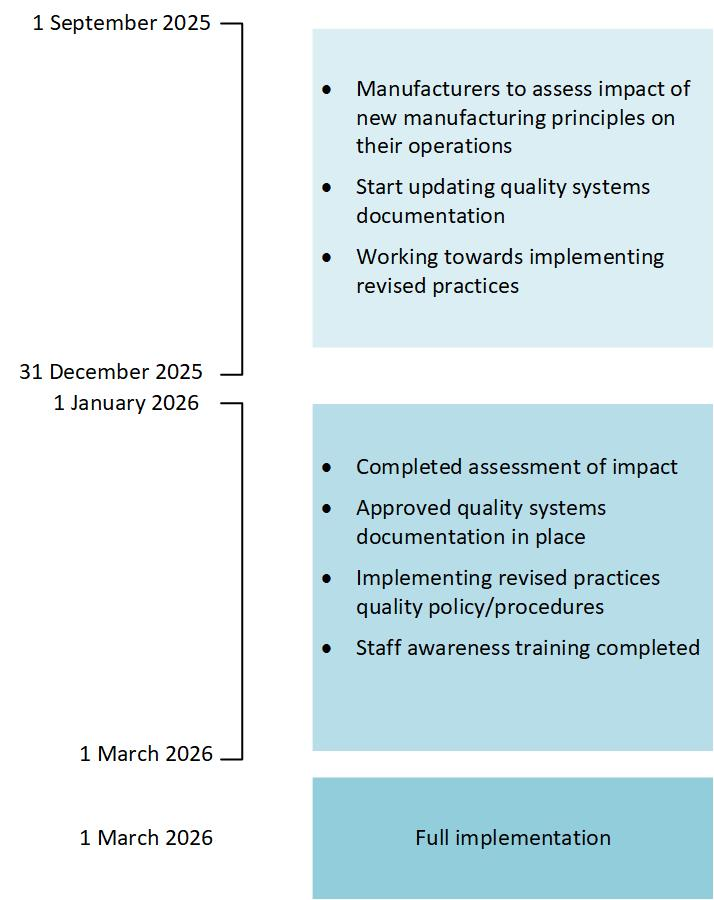 1 September 2025
• Manufacturers to assess impact of
new manufacturing principles on
their operations
• Start updating quality systems
documentation
• Working towards implementing
revised practices
31 December 2025
1 January 2026
• Completed assessment of impact
• Approved quality systems
documentation in place
• Implementing revised practices
quality policy/procedures
• Staff awareness training completed
1 March 2026
1 March 2026
Full implementation